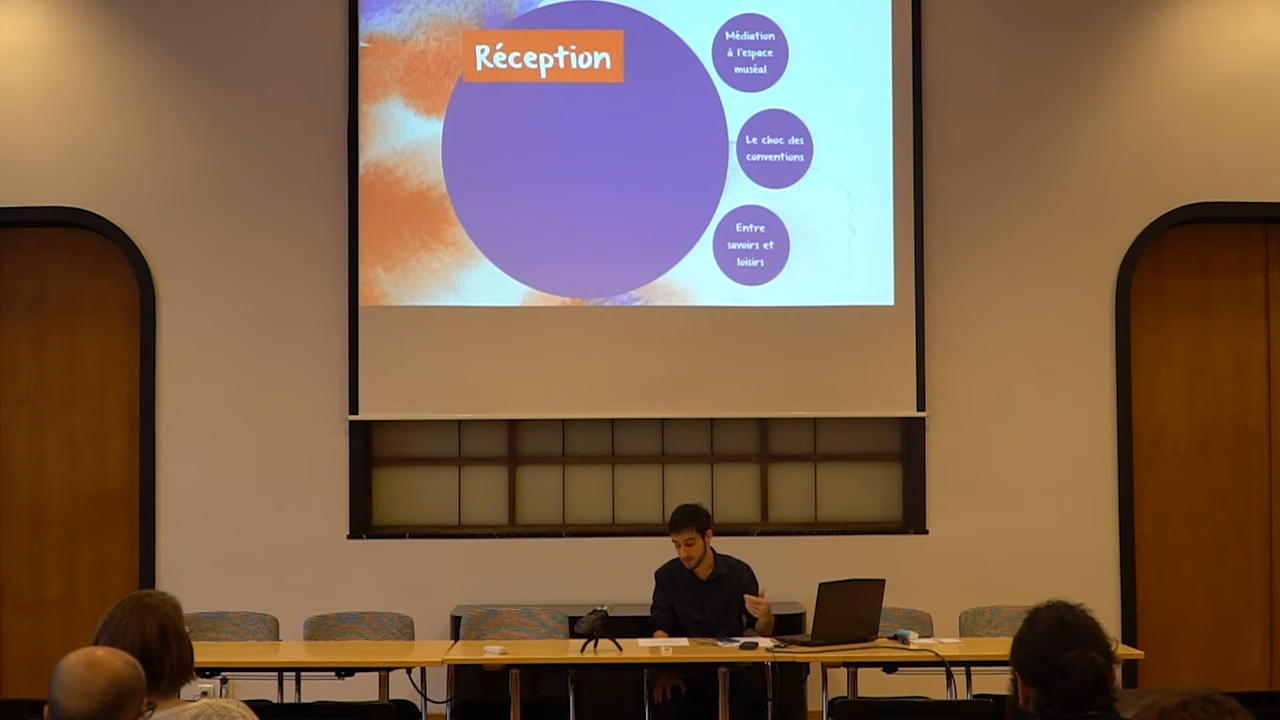 Réception
Médiation
à l'espace
muséal
Le choc des
conventions
Entre
savoirs et
loisirs